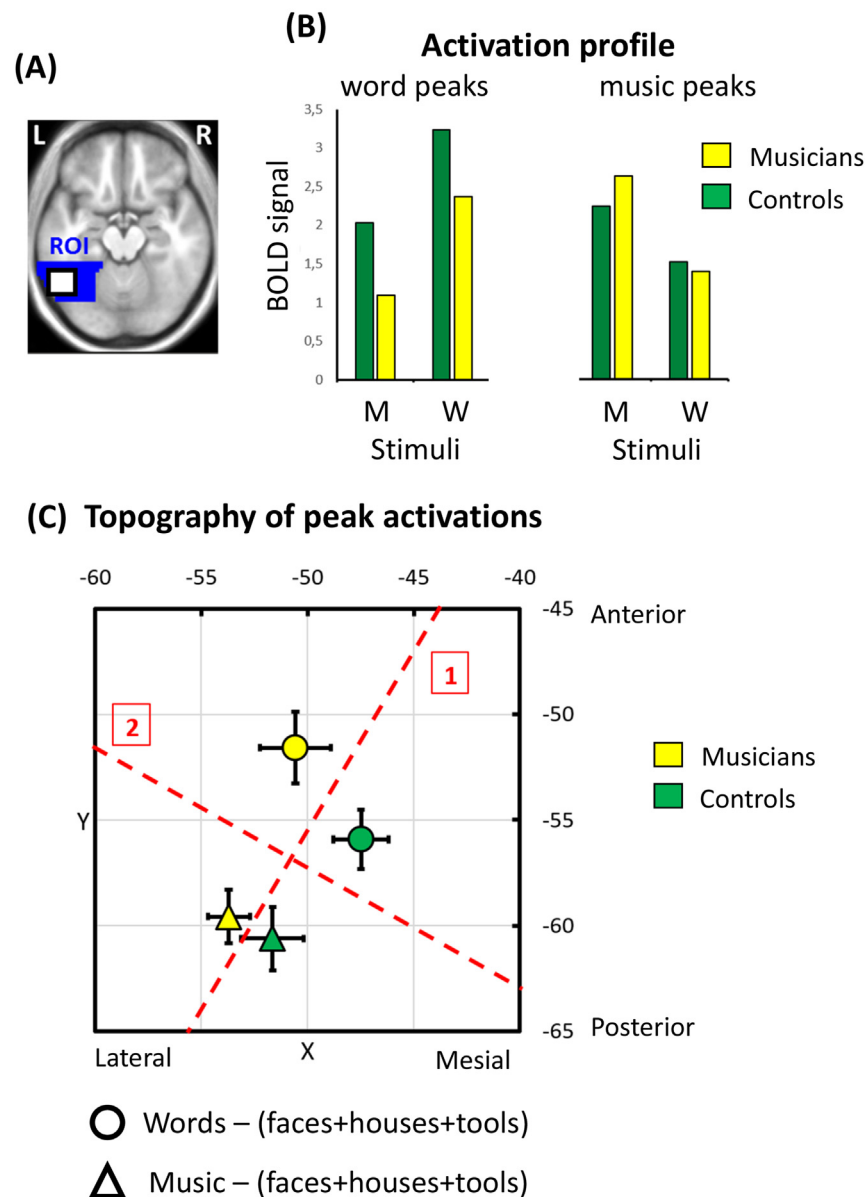 (A)
L R
ROI
(B)
Activation profile
word peaks
music peaks
BOLD signal
3,5
3
2,5
2
1,5
1
0,5
0
M W
Stimuli
M W
Stimuli
Musicians
Controls
(C) Topography of peak activations
-60 -55 -50 -45 -40
-45
-50
-55
-60
-65
Anterior
Posterior
1
2
Y
X
Lateral
Mesial
Musicians
Controls
Words – (faces+houses+tools)
Music – (faces+houses+tools)